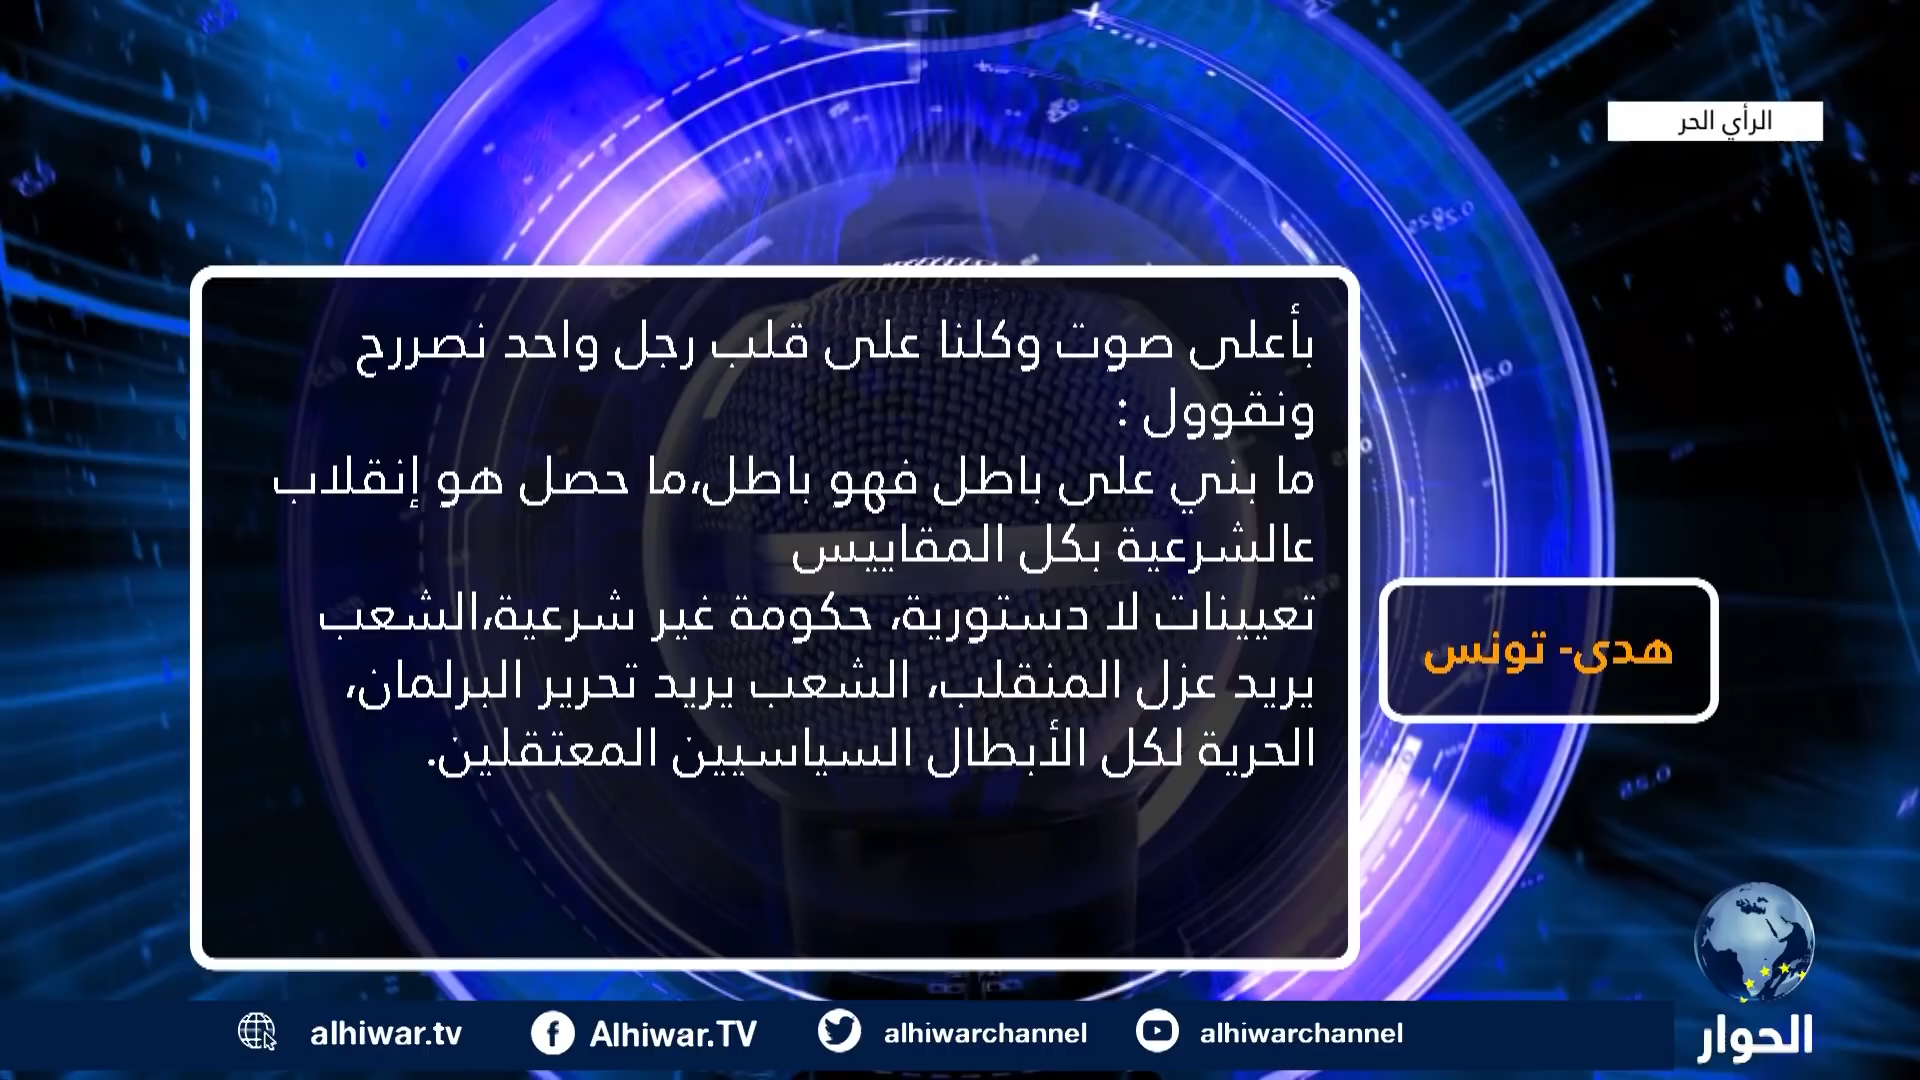 الرأي الحر
بأعلى صوت وكلنا على قلب رجل واحد نصررح
ونقوول :
ما بني على باطل فهو باطل،ما حصل هو إنقلاب
عالشرعية بكل المقاييس
تعيينات لا دستورية، حكومة غير شرعية،الشعب
يريد عزل المنقلب، الشعب يريد تحرير البرلمان،
الحرية لكل الأبطال السياسيين المعتقلين.
هدى- تونس
alhiwar.tv
Alhiwar.TV
alhiwarchannel
alhiwarchannel
الحوار